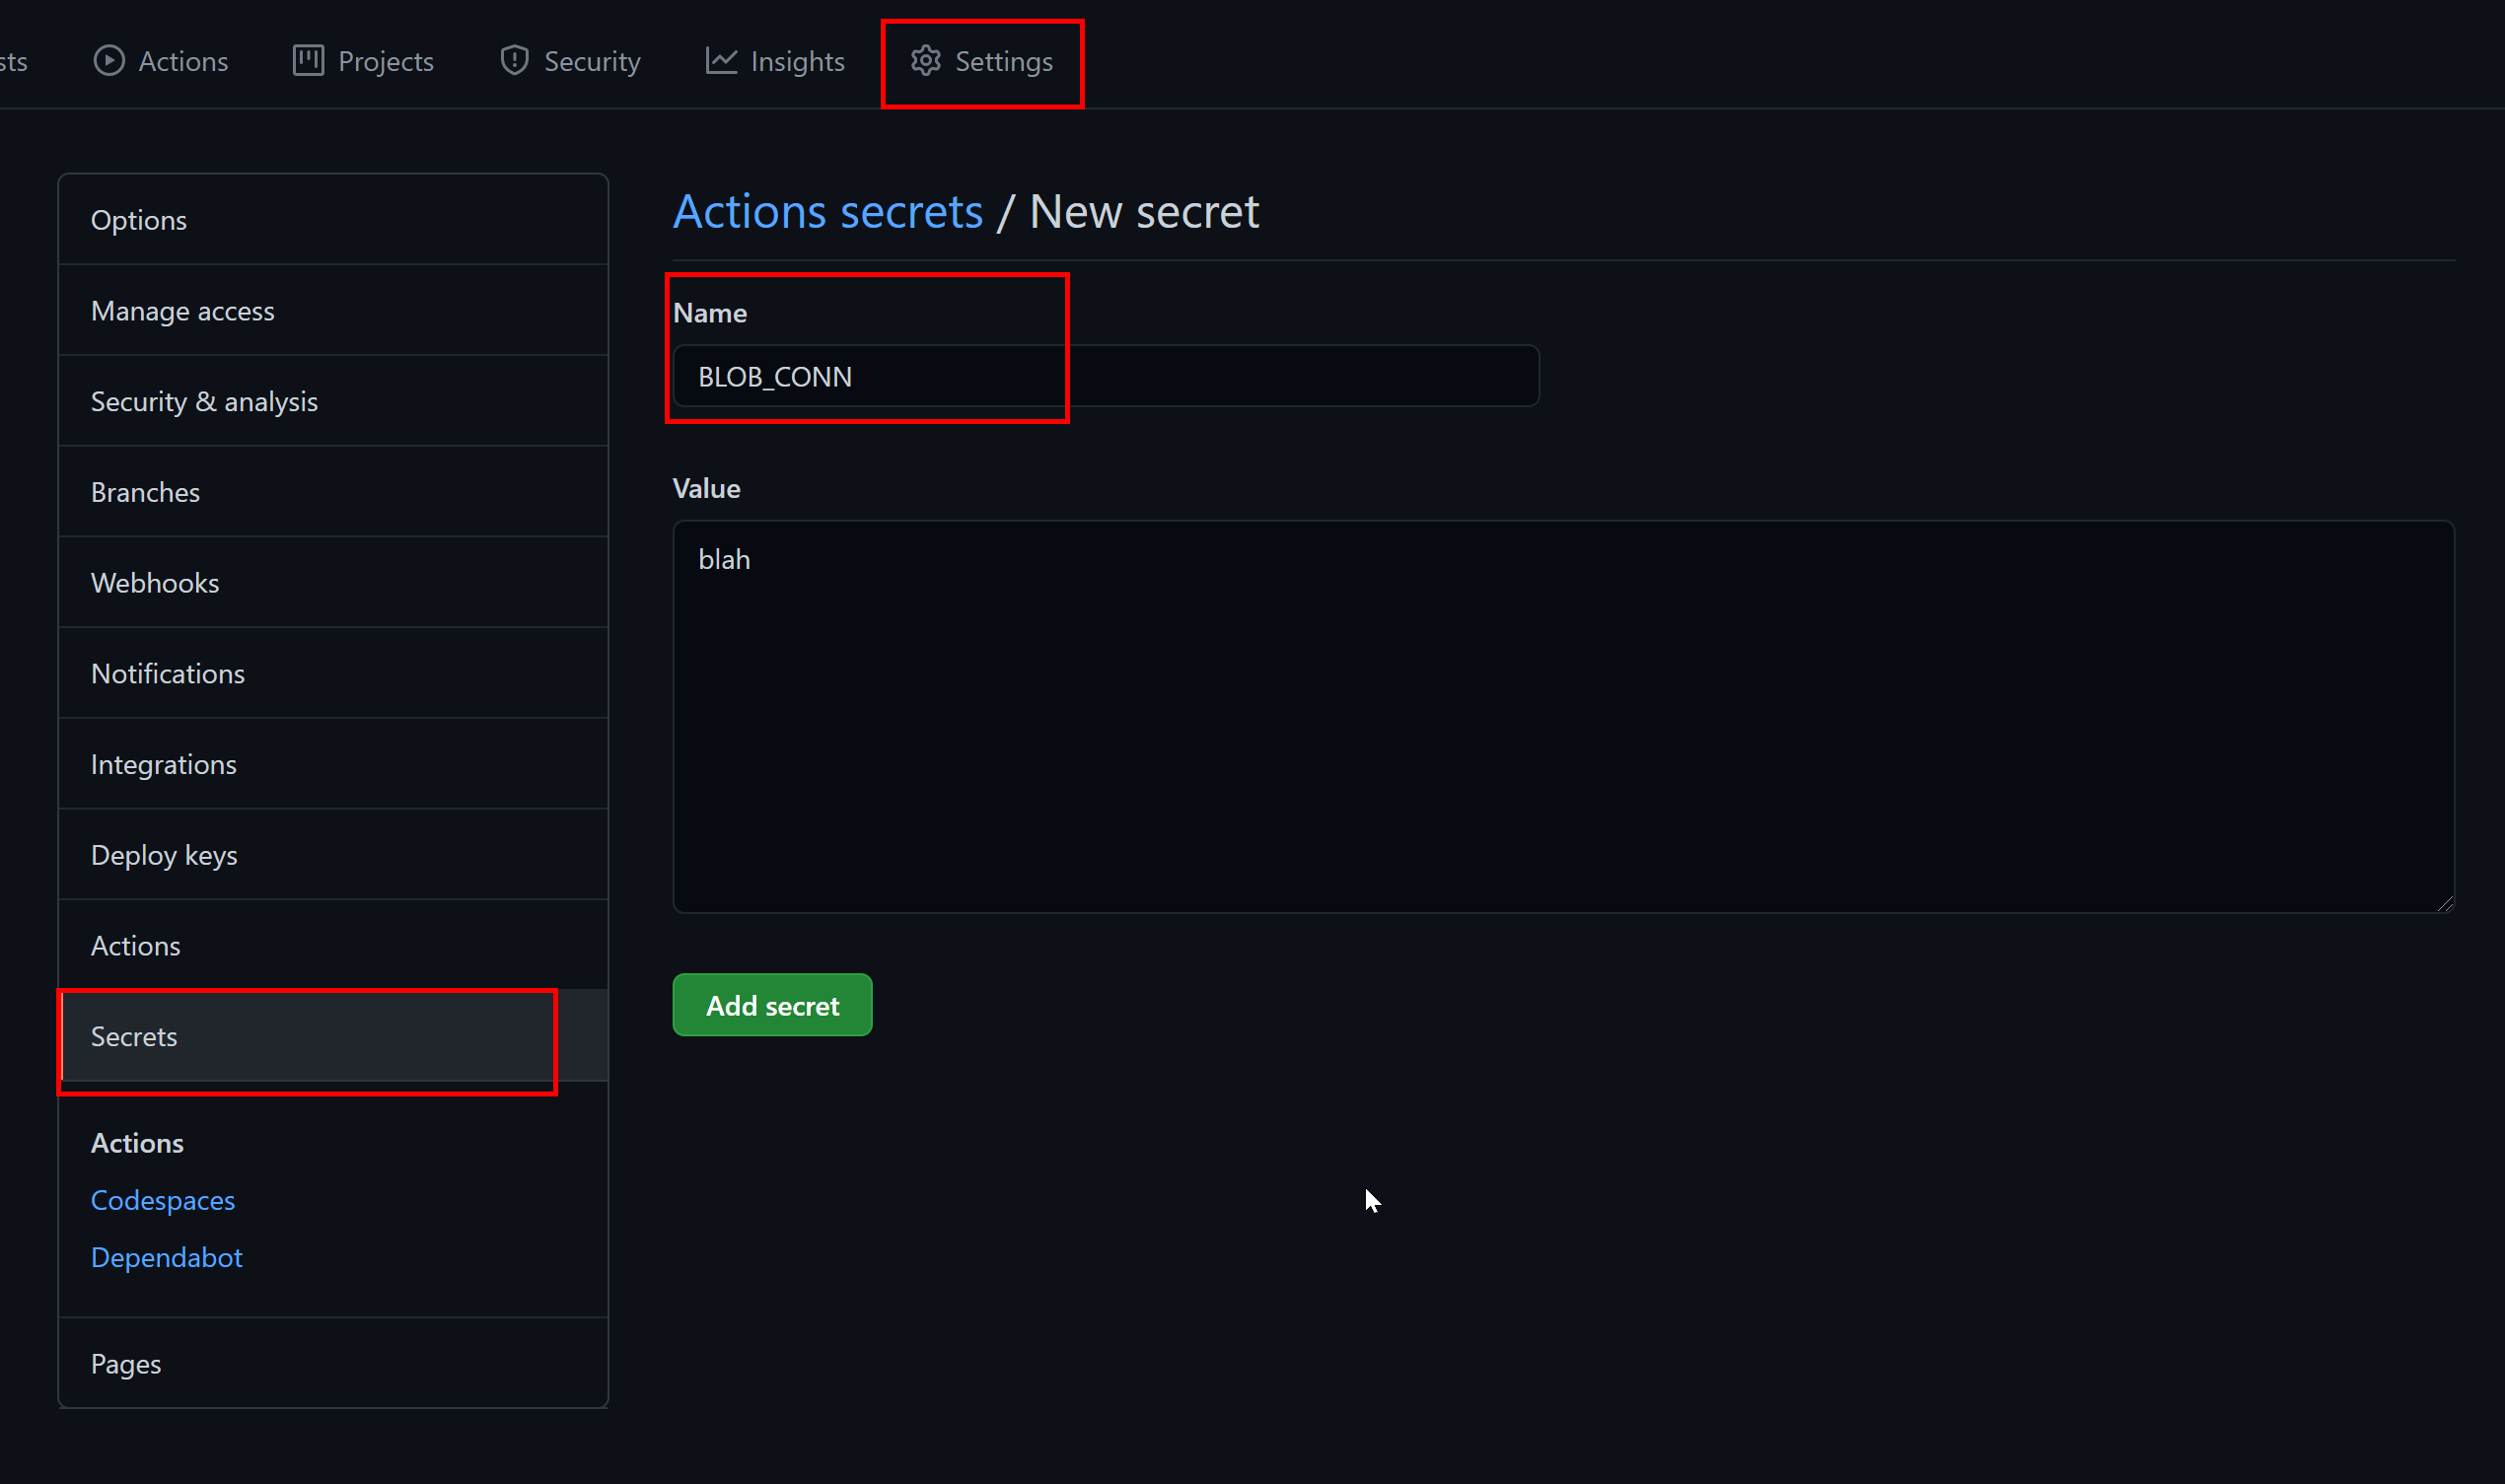 sts Actions Projects Security Insights Settings
Options
Manage access
Security & analysis
Branches
Webhooks
Notifications
Integrations
Deploy keys
Actions
Secrets
Actions
Codespaces
Dependabot
Pages
Actions secrets / New secret
Name
BLOB_CONN
Value
blah
Add secret